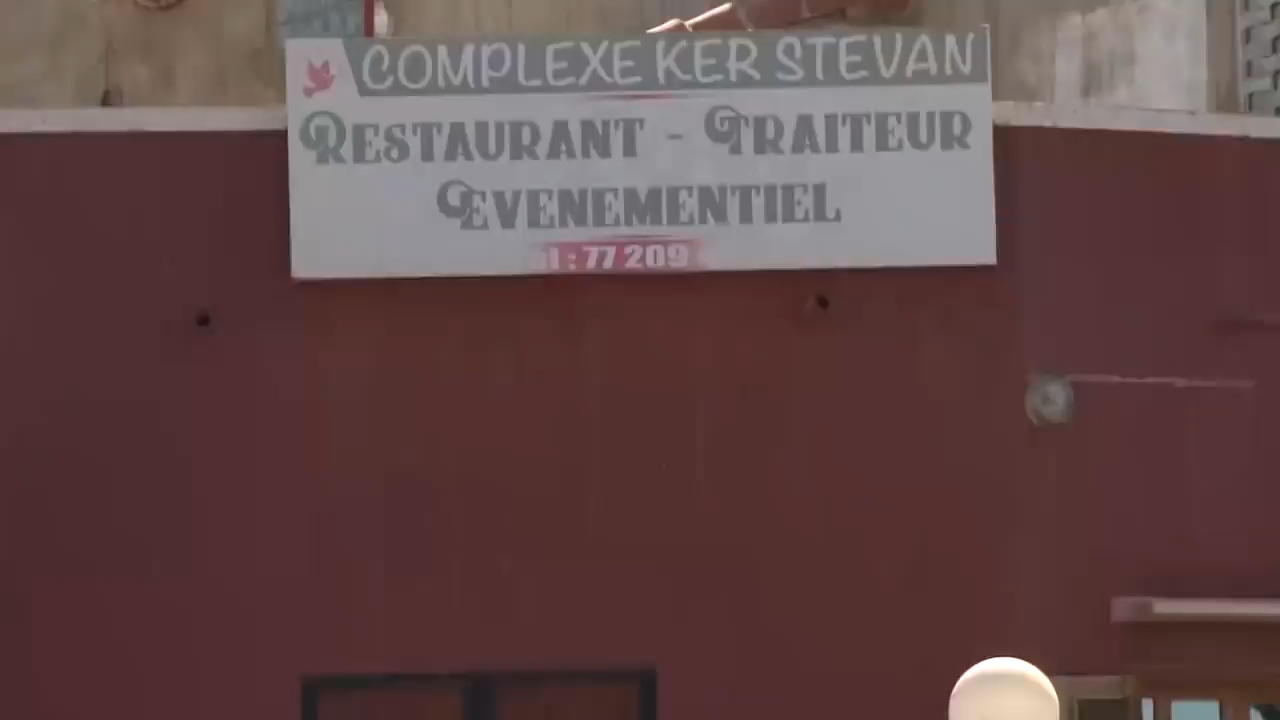 COMPLEXE KER STEVAN
RESTAURANT - TRAITEUR
EVENEMENTIEL
: 77 209